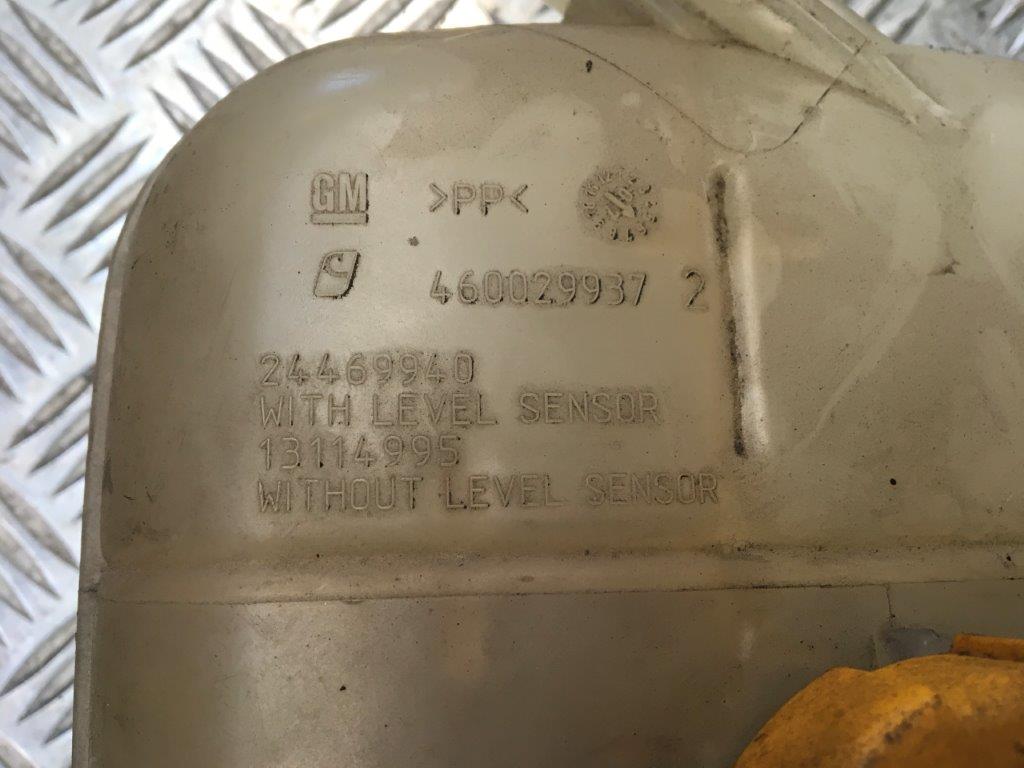 GM >PP<
460029937 2
24469940
WITH LEVEL SENSOR
13114995
WITHOUT LEVEL SENSOR